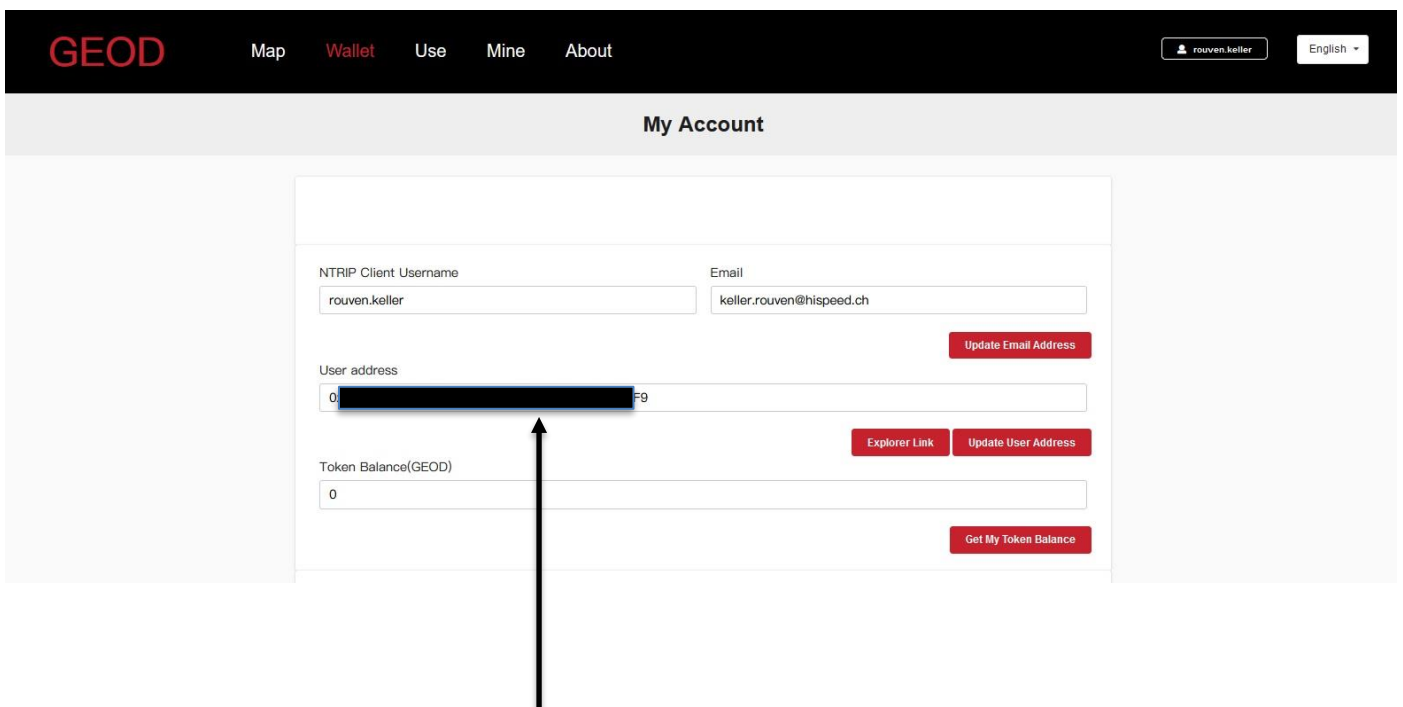 GEOD Map Wallet Use Mine About rouven.keller English
My Account
NTRIP Client Username Email
rouven.keller keller.rouven@hispeed.ch
Update Email Address
User address
F9
Explorer Link Update User Address
Token Balance(GEOD)
0
Get My Token Balance